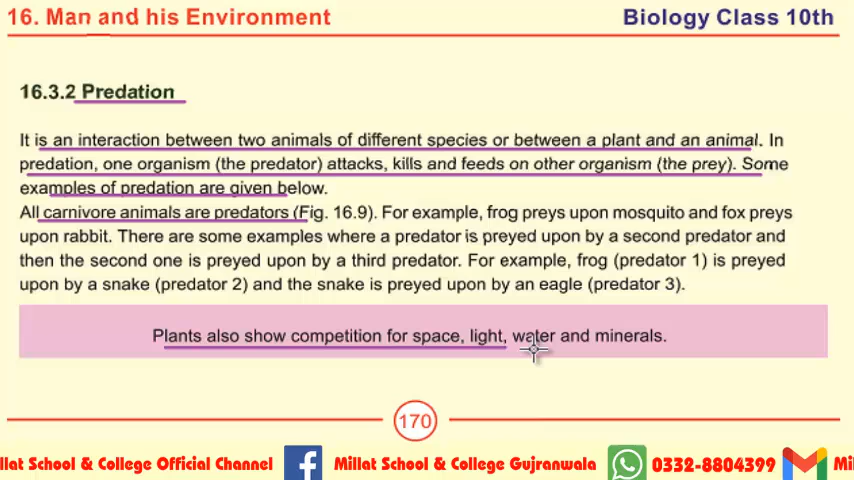 16. Man and his Environment Biology Class 10th
16.3.2 Predation
It is an interaction between two animals of different species or between a plant and an animal. In
predation, one organism (the predator) attacks, kills and feeds on other organism (the prey). Some
examples of predation are given below.
All carnivore animals are predators (Fig. 16.9). For example, frog preys upon mosquito and fox preys
upon rabbit. There are some examples where a predator is preyed upon by a second predator and
then the second one is preyed upon by a third predator. For example, frog (predator 1) is preyed
upon by a snake (predator 2) and the snake is preyed upon by an eagle (predator 3).
Plants also show competition for space, light, water and minerals.
170
llat School & College Official Channel Millat School & College Gujranwala 0332-8804399 Mi